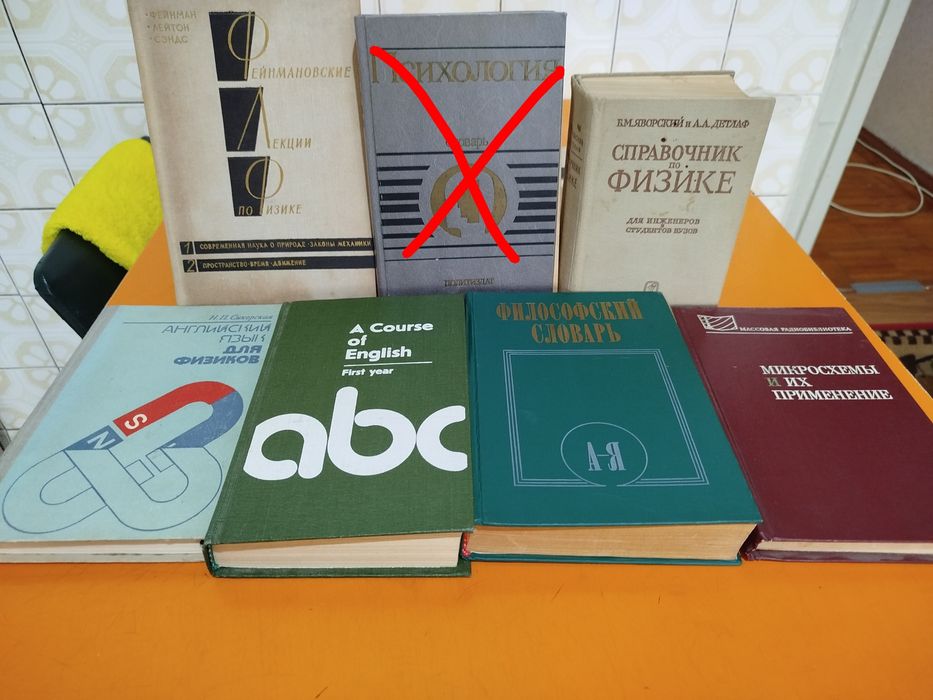 • ФЕЙНМАН
• ЛЕЙТОН
• СЭНДС
ФЕЙНМАНОВСКИЕ
ЛЕКЦИИ
ПО ФИЗИКЕ
1 СОВРЕМЕННАЯ НАУКА О ПРИРОДЕ • ЗАКОНЫ МЕХАНИКИ
2 ПРОСТРАНСТВО • ВРЕМЯ • ДВИЖЕНИЕ
Психология
словарь
ПОЛИТИЗДАТ
Б.М.ЯВОРСКИЙ и А.А.ДЕТЛАФ
СПРАВОЧНИК
ПО
ФИЗИКЕ
ДЛЯ ИНЖЕНЕРОВ
И
СТУДЕНТОВ ВУЗОВ
АНГЛИЙСКИЙ
ЯЗЫК
ДЛЯ
ФИЗИКОВ
S
N
A Course
of
English
First year
abc
ФИЛОСОФСКИЙ
СЛОВАРЬ
А-Я
МАССОВАЯ РАДИОБИБЛИОТЕКА
МИКРОСХЕМЫ
И ИХ
ПРИМЕНЕНИЕ